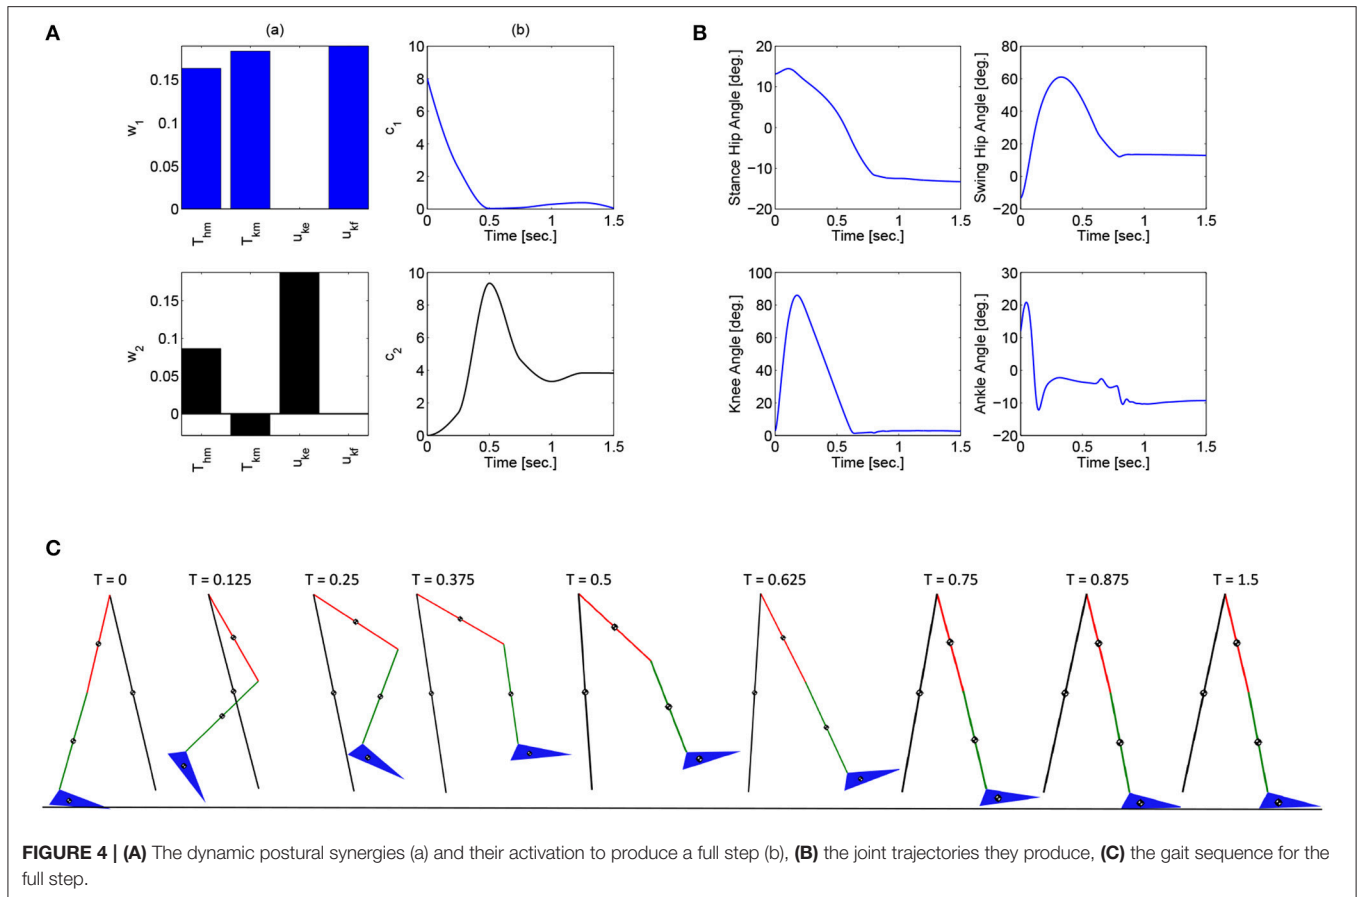 A
(a)
(b)
B
w1
0.15
0.1
0.05
0
Thm
Tkm
uke
ukf
c1
10
8
6
4
2
0
0 0.5 1 1.5
Time [sec.]
Stance Hip Angle [deg.]
20
10
0
−10
−20
0 0.5 1 1.5
Time [sec.]
Swing Hip Angle [deg.]
80
60
40
20
0
−20
0 0.5 1 1.5
Time [sec.]
w2
0.15
0.1
0.05
0
Thm
Tkm
uke
ukf
c2
10
8
6
4
2
0
0 0.5 1 1.5
Time [sec.]
Knee Angle [deg.]
100
80
60
40
20
0
0 0.5 1 1.5
Time [sec.]
Ankle Angle [deg.]
30
20
10
0
−10
−20
0 0.5 1 1.5
Time [sec.]
C
T = 0 T = 0.125 T = 0.25 T = 0.375 T = 0.5 T = 0.625 T = 0.75 T = 0.875 T = 1.5
FIGURE 4 | (A) The dynamic postural synergies (a) and their activation to produce a full step (b), (B) the joint trajectories they produce, (C) the gait sequence for the
full step.